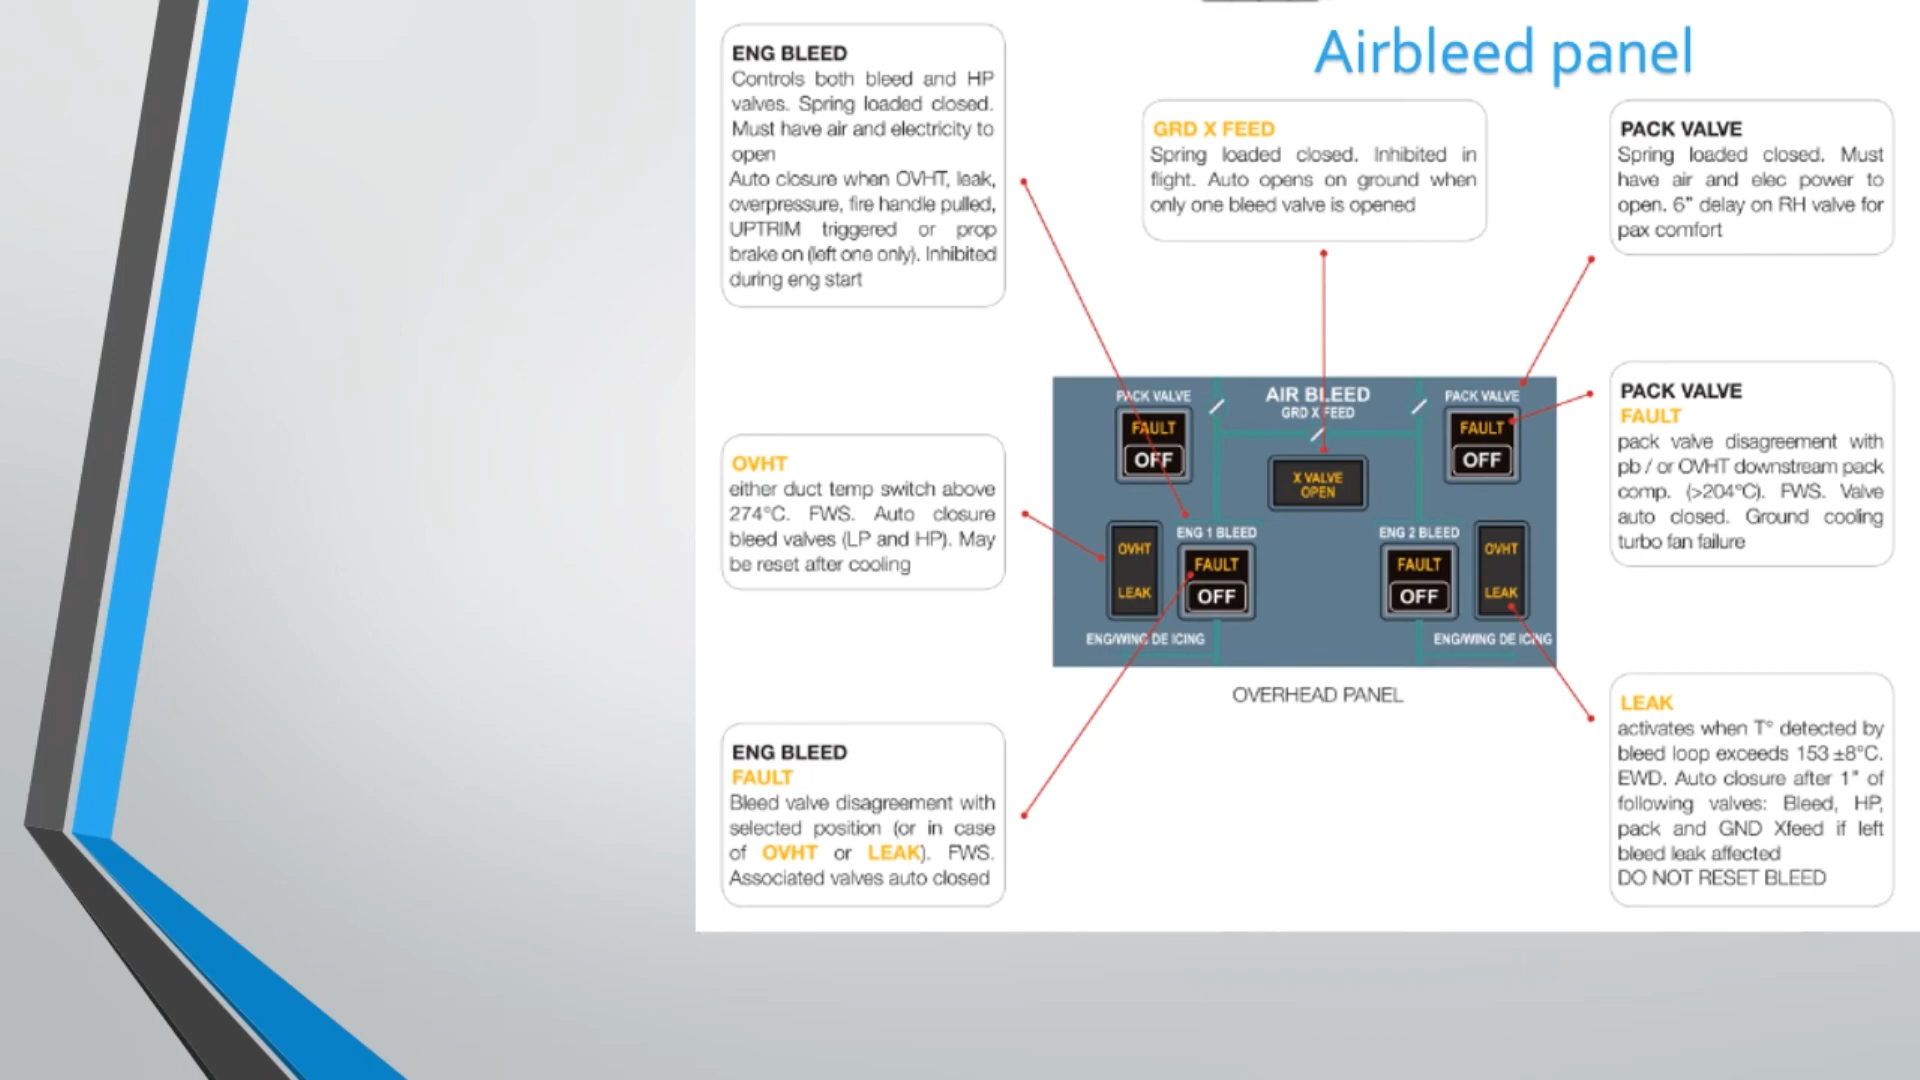 Airbleed panel
ENG BLEED
Controls both bleed and HP
valves. Spring loaded closed.
Must have air and electricity to
open
Auto closure when OVHT, leak,
overpressure, fire handle pulled,
UPTRIM triggered or prop
brake on (left one only). Inhibited
during eng start
GRD X FEED
Spring loaded closed. Inhibited in
flight. Auto opens on ground when
only one bleed valve is opened
PACK VALVE
Spring loaded closed. Must
have air and elec power to
open. 6" delay on RH valve for
pax comfort
OVHT
either duct temp switch above
274°C. FWS. Auto closure
bleed valves (LP and HP). May
be reset after cooling
PACK VALVE
FAULT
pack valve disagreement with
pb / or OVHT downstream pack
comp. (>204°C). FWS. Valve
auto closed. Ground cooling
turbo fan failure
PACK VALVE
FAULT
OFF
AIR BLEED
GRD X FEED
X VALVE
OPEN
PACK VALVE
FAULT
OFF
OVHT
LEAK
ENG 1 BLEED
FAULT
OFF
ENG 2 BLEED
FAULT
OFF
OVHT
LEAK
ENG/WING DE ICING
ENG/WING DE ICING
OVERHEAD PANEL
ENG BLEED
FAULT
Bleed valve disagreement with
selected position (or in case
of OVHT or LEAK). FWS.
Associated valves auto closed
LEAK
activates when T° detected by
bleed loop exceeds 153 ±8°C.
EWD. Auto closure after 1" of
following valves: Bleed, HP,
pack and GND Xfeed if left
bleed leak affected
DO NOT RESET BLEED